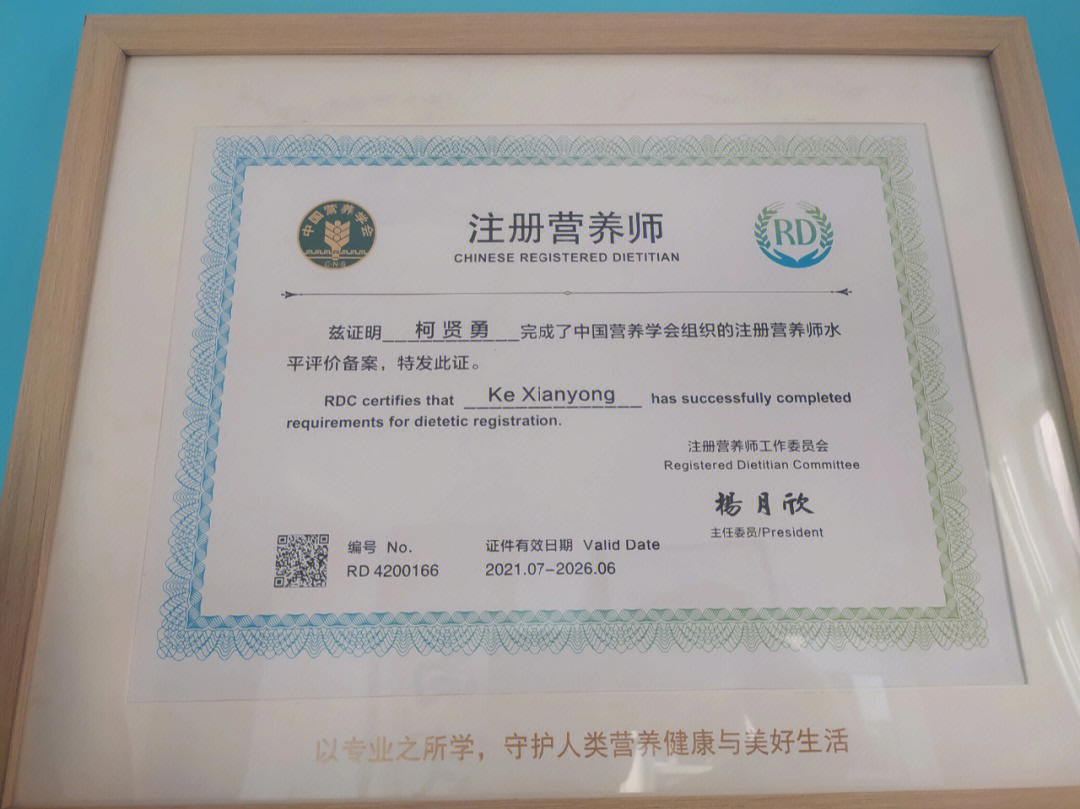 中国营养学会
C·N·S
注册营养师
CHINESE REGISTERED DIETITIAN
RD
兹证明 柯贤勇 完成了中国营养学会组织的注册营养师水
平评价备案，特发此证。
RDC certifies that Ke Xianyong has successfully completed
requirements for dietetic registration.
注册营养师工作委员会
Registered Dietitian Committee
楊月欣
主任委员/President
编号 No.
RD 4200166
证件有效日期 Valid Date
2021.07–2026.06
以专业之所学，守护人类营养健康与美好生活